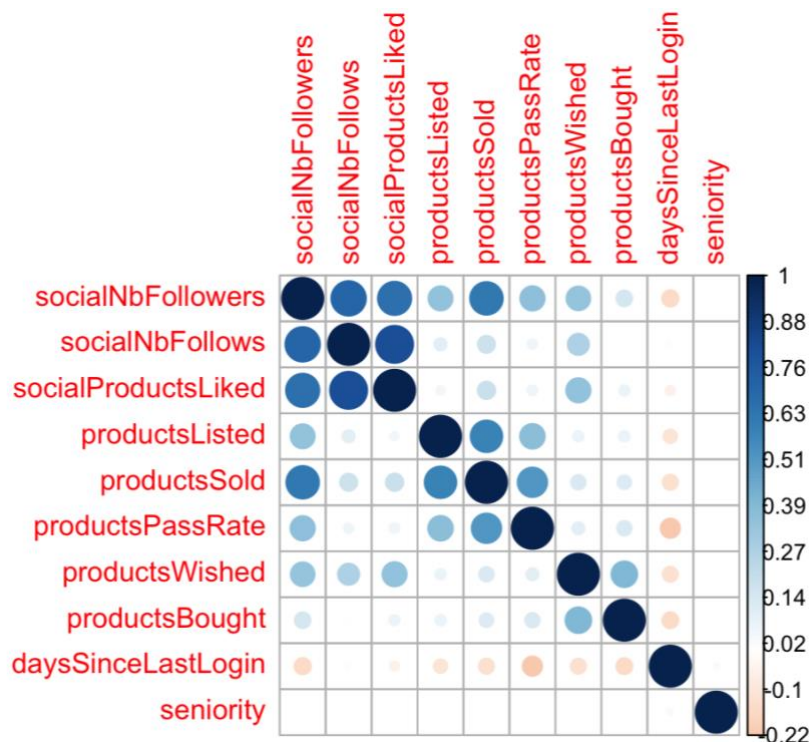 socialNbFollowers
socialNbFollows
socialProductsLiked
productsListed
productsSold
productsPassRate
productsWished
productsBought
daysSinceLastLogin
seniority
socialNbFollowers
socialNbFollows
socialProductsLiked
productsListed
productsSold
productsPassRate
productsWished
productsBought
daysSinceLastLogin
seniority
1
0.88
0.76
0.63
0.51
0.39
0.27
0.14
0.02
-0.1
-0.22